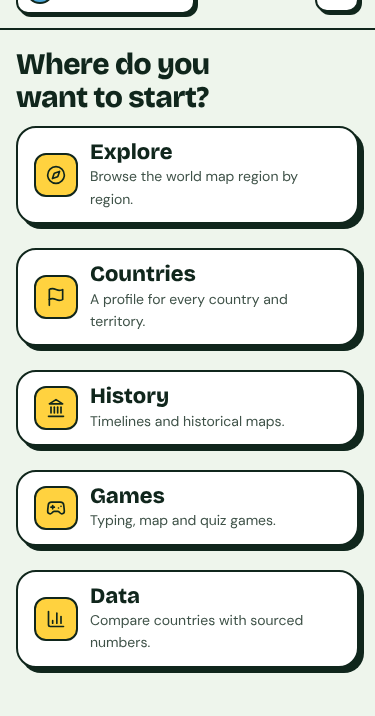 Where do you
want to start?
Explore
Browse the world map region by
region.
Countries
A profile for every country and
territory.
History
Timelines and historical maps.
Games
Typing, map and quiz games.
Data
Compare countries with sourced
numbers.